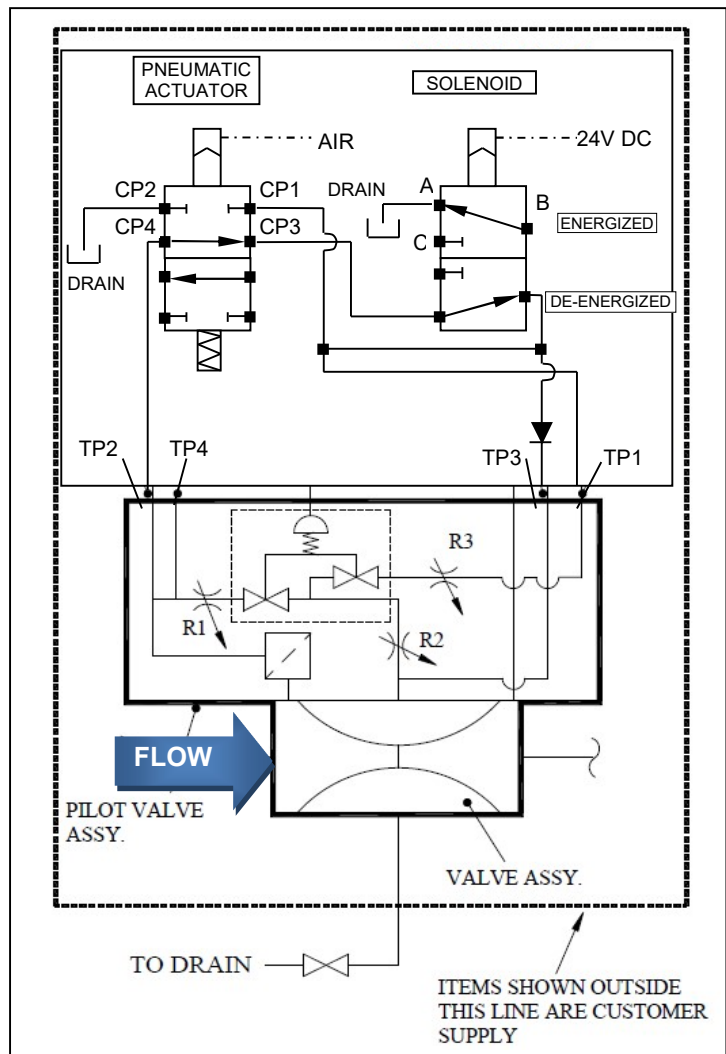 PNEUMATIC
ACTUATOR
SOLENOID
AIR
24V DC
CP2
CP1
DRAIN
A
B
ENERGIZED
CP4
CP3
C
DRAIN
DE-ENERGIZED
TP2
TP4
TP3
TP1
R3
R1
R2
FLOW
PILOT VALVE
ASSY.
VALVE ASSY.
TO DRAIN
ITEMS SHOWN OUTSIDE
THIS LINE ARE CUSTOMER
SUPPLY